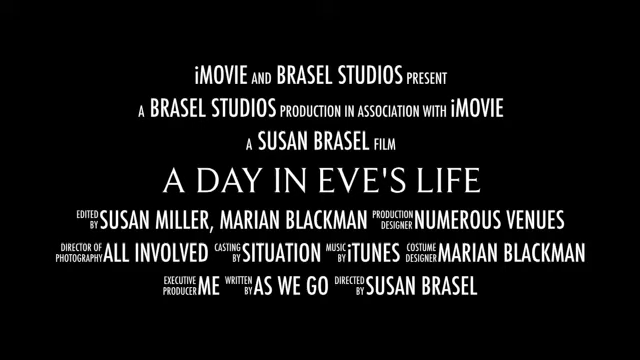 iMOVIE AND BRASEL STUDIOS PRESENT
A BRASEL STUDIOS PRODUCTION IN ASSOCIATION WITH iMOVIE
A SUSAN BRASEL FILM
A DAY IN EVE'S LIFE
EDITED BY SUSAN MILLER, MARIAN BLACKMAN PRODUCTION DESIGNER NUMEROUS VENUES
DIRECTOR OF PHOTOGRAPHY ALL INVOLVED CASTING BY SITUATION MUSIC BY iTUNES COSTUME DESIGNER MARIAN BLACKMAN
EXECUTIVE PRODUCER ME WRITTEN BY AS WE GO DIRECTED BY SUSAN BRASEL